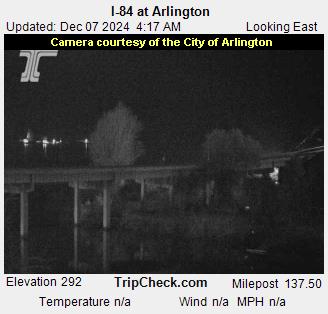 I-84 at Arlington
Updated: Dec 07 2024 4:17 AM Looking East
Camera courtesy of the City of Arlington
Elevation 292 TripCheck.com Milepost 137.50
Temperature n/a Wind n/a MPH n/a